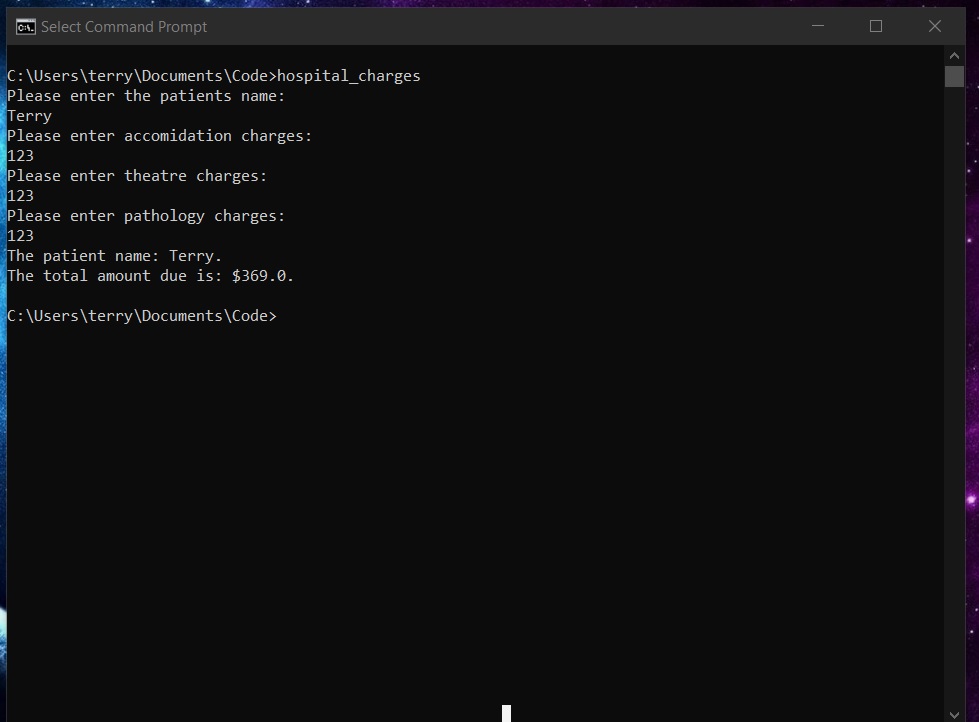 Select Command Prompt
C:\Users\terry\Documents\Code>hospital_charges
Please enter the patients name:
Terry
Please enter accomidation charges:
123
Please enter theatre charges:
123
Please enter pathology charges:
123
The patient name: Terry.
The total amount due is: $369.0.
C:\Users\terry\Documents\Code>